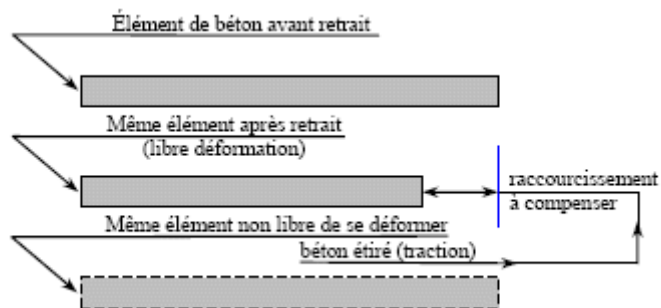 Élément de béton avant retrait
Même élément après retrait
(libre déformation)
raccourcissement
à compenser
Même élément non libre de se déformer
béton étiré (traction)